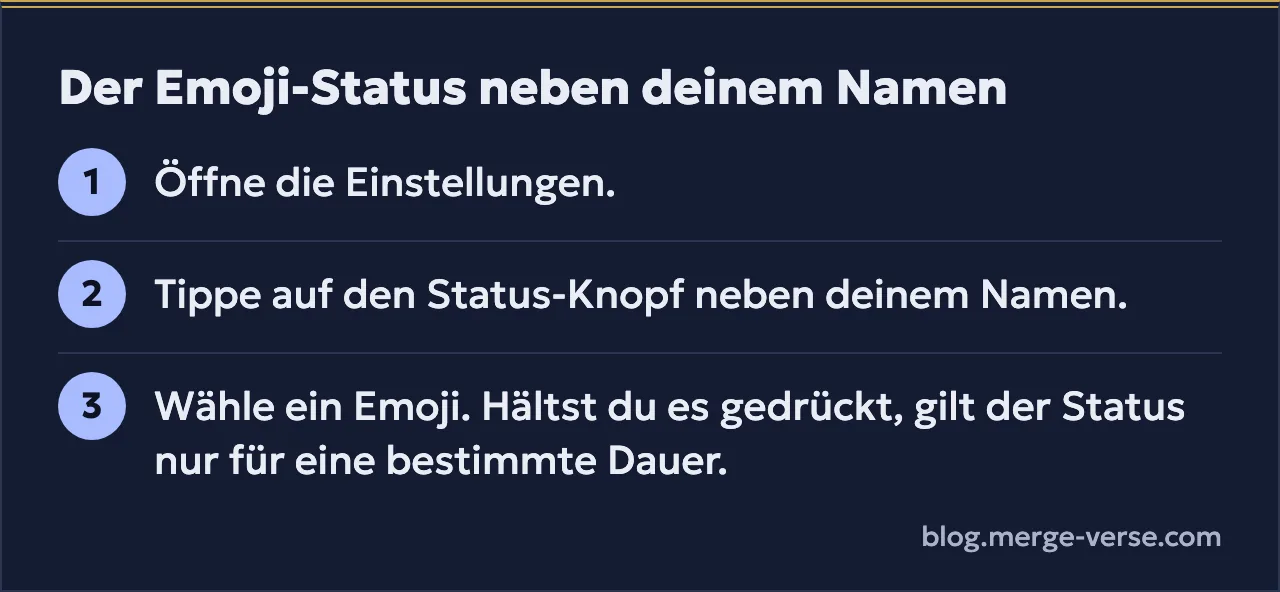 Der Emoji-Status neben deinem Namen
1 Öffne die Einstellungen.
2 Tippe auf den Status-Knopf neben deinem Namen.
3 Wähle ein Emoji. Hältst du es gedrückt, gilt der Status
nur für eine bestimmte Dauer.
blog.merge-verse.com